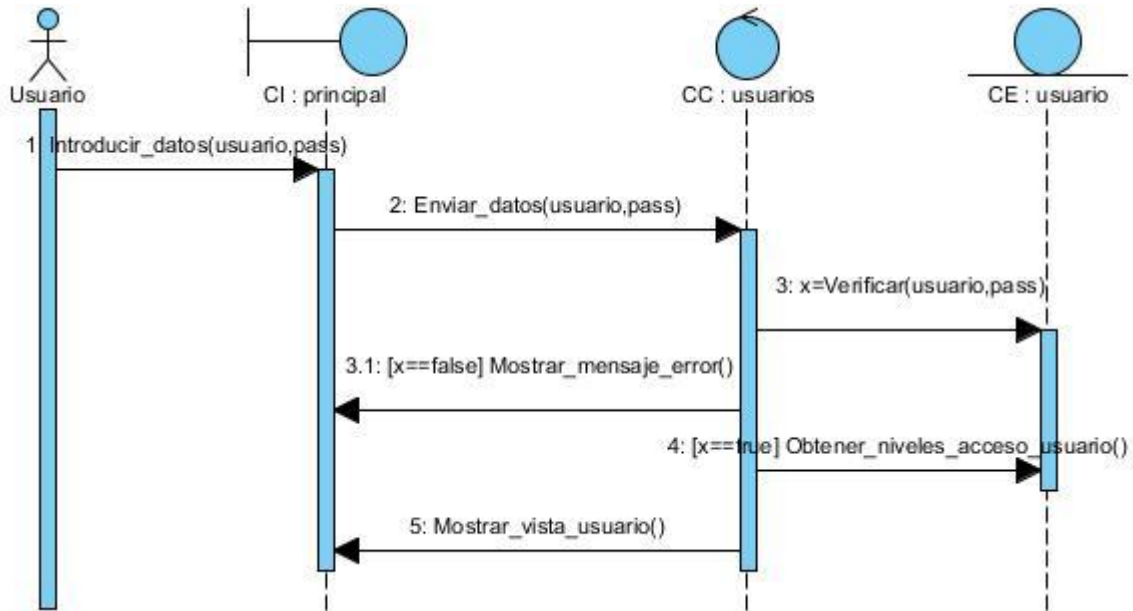 Usuario
CI : principal
CC : usuarios
CE : usuario
1: Introducir_datos(usuario,pass)
2: Enviar_datos(usuario,pass)
3: x=Verificar(usuario,pass)
3.1: [x==false] Mostrar_mensaje_error()
4: [x==true] Obtener_niveles_acceso_usuario()
5: Mostrar_vista_usuario()